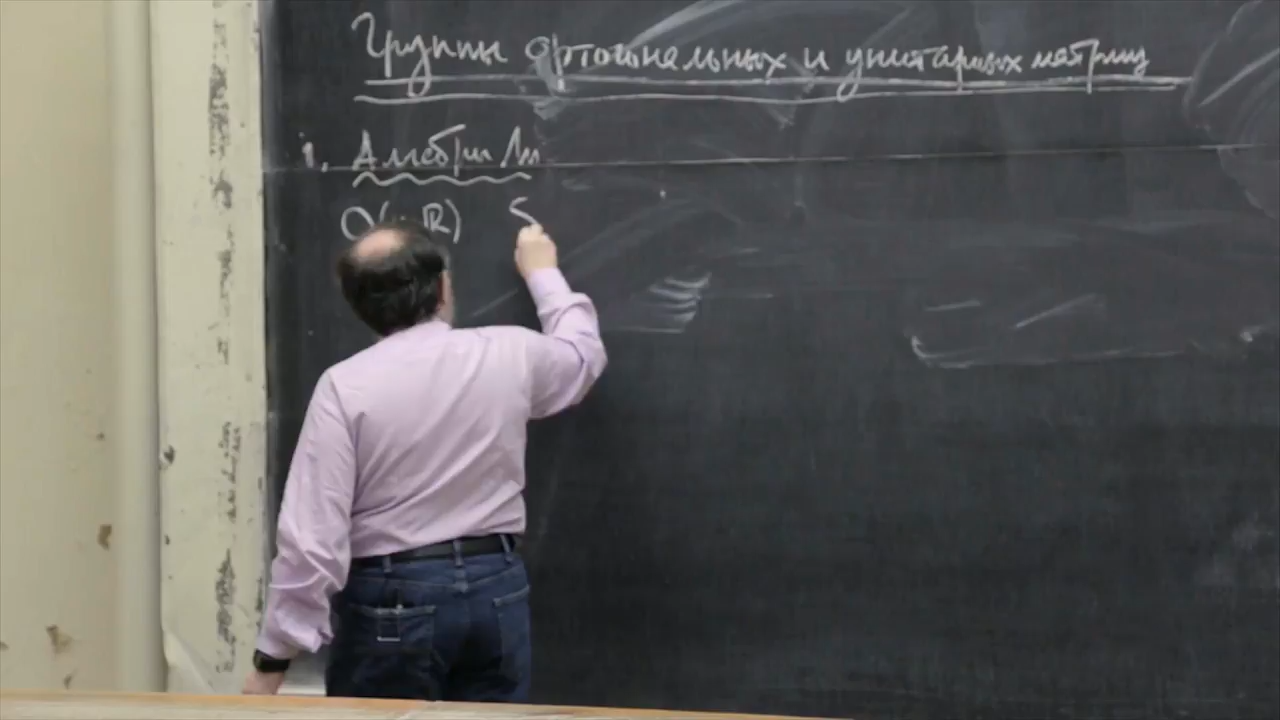 Группы ортогональных и унитарных матриц
1. Алгебры Ли
O( R) S